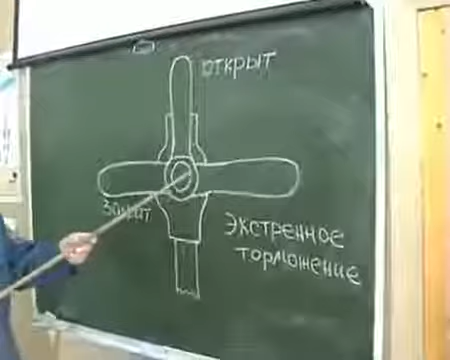 открыт
закрыт
Экстренное
торможение